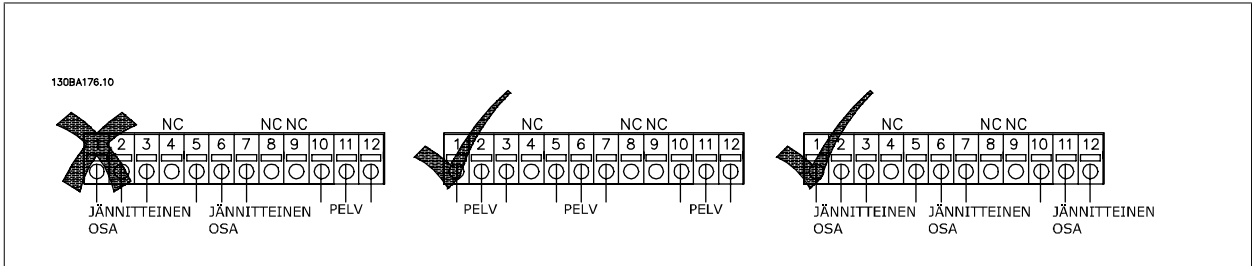 130BA176.10
NC NC NC
2 3 4 5 6 7 8 9 10 11 12
JÄNNITTEINEN OSA
JÄNNITTEINEN OSA
PELV
NC NC NC
1 2 3 4 5 6 7 8 9 10 11 12
PELV
PELV
PELV
NC NC NC
1 2 3 4 5 6 7 8 9 10 11 12
JÄNNITTEINEN OSA
JÄNNITTEINEN OSA
JÄNNITTEINEN OSA